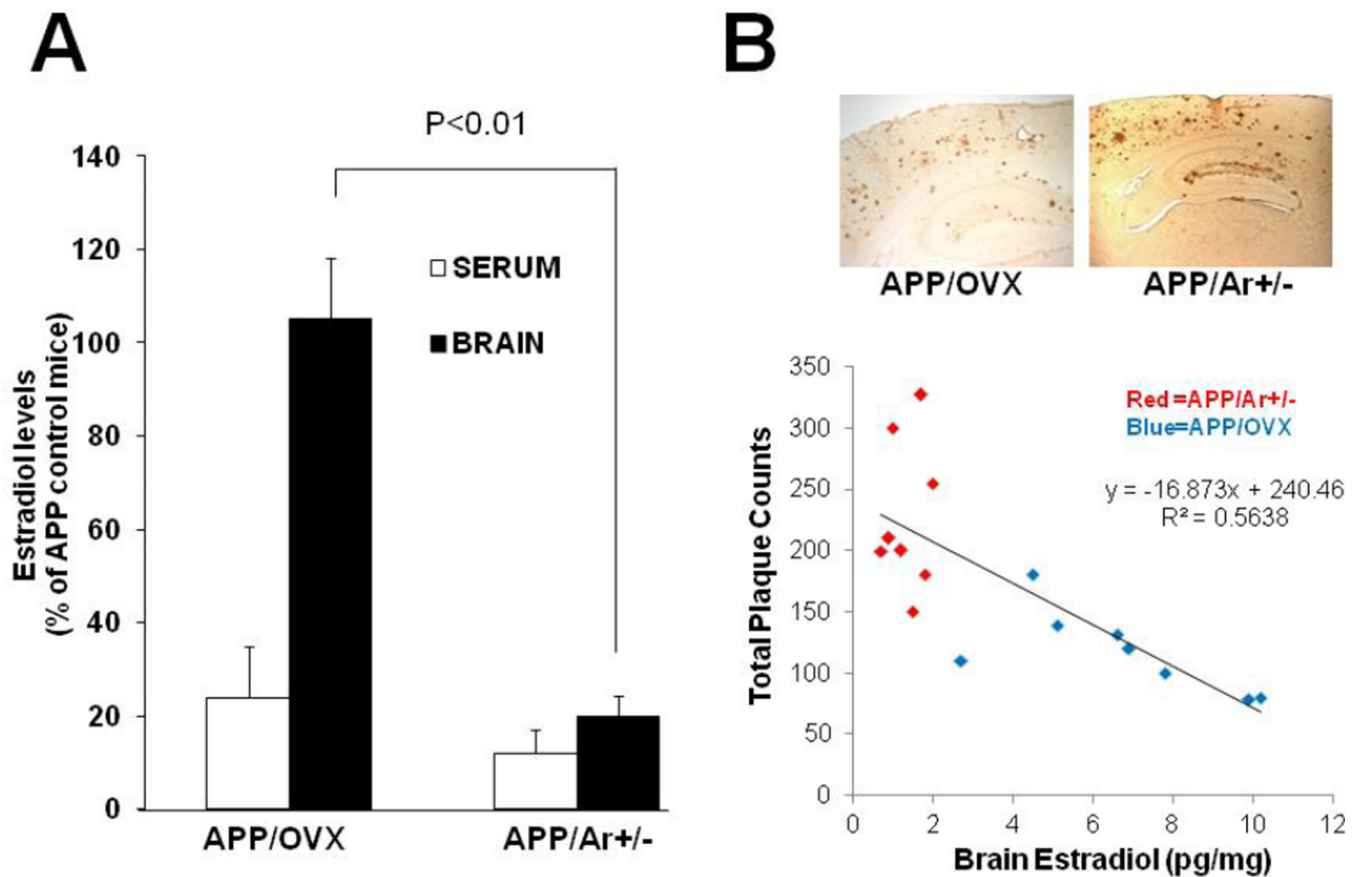 A
P<0.01
140
120
100
80
60
40
20
0
Estradiol levels
(% of APP control mice)
SERUM
BRAIN
APP/OVX
APP/Ar+/-
B
APP/OVX
APP/Ar+/-
350
300
250
200
150
100
50
0
Total Plaque Counts
Red=APP/Ar+/-
Blue=APP/OVX
y = -16.873x + 240.46
R² = 0.5638
0
2
4
6
8
10
12
Brain Estradiol (pg/mg)